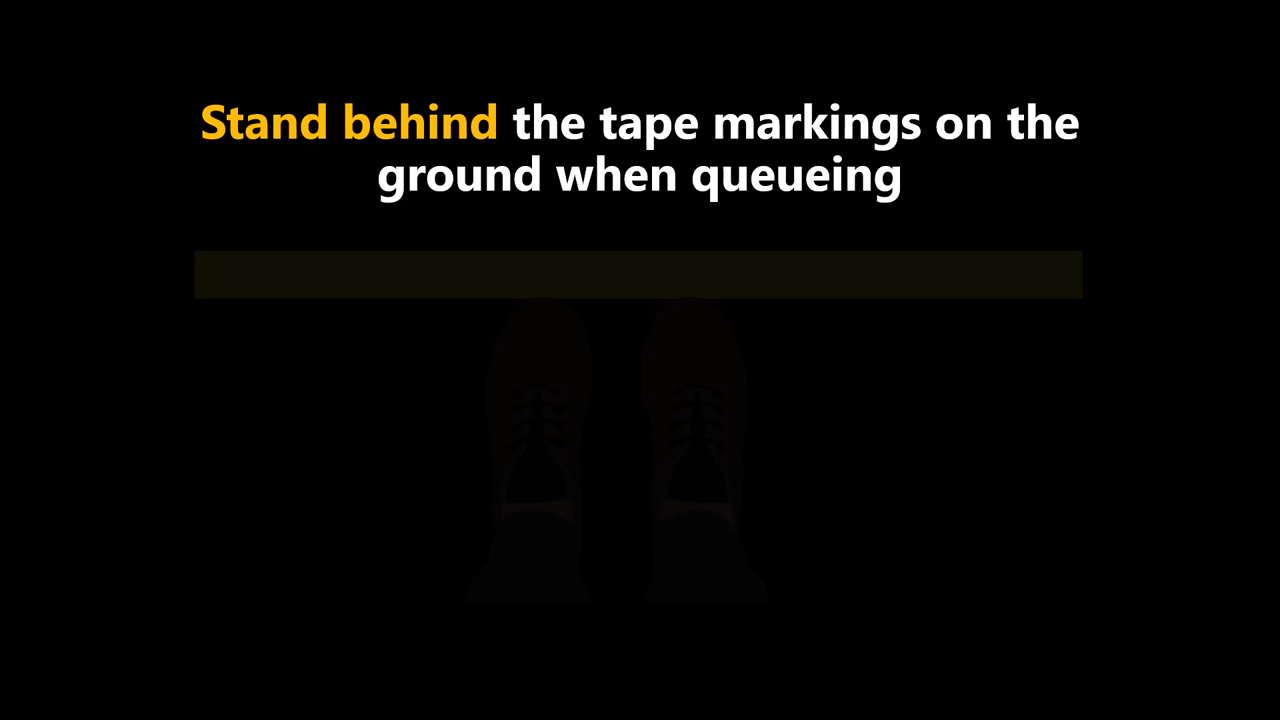 Stand behind the tape markings on the
ground when queueing